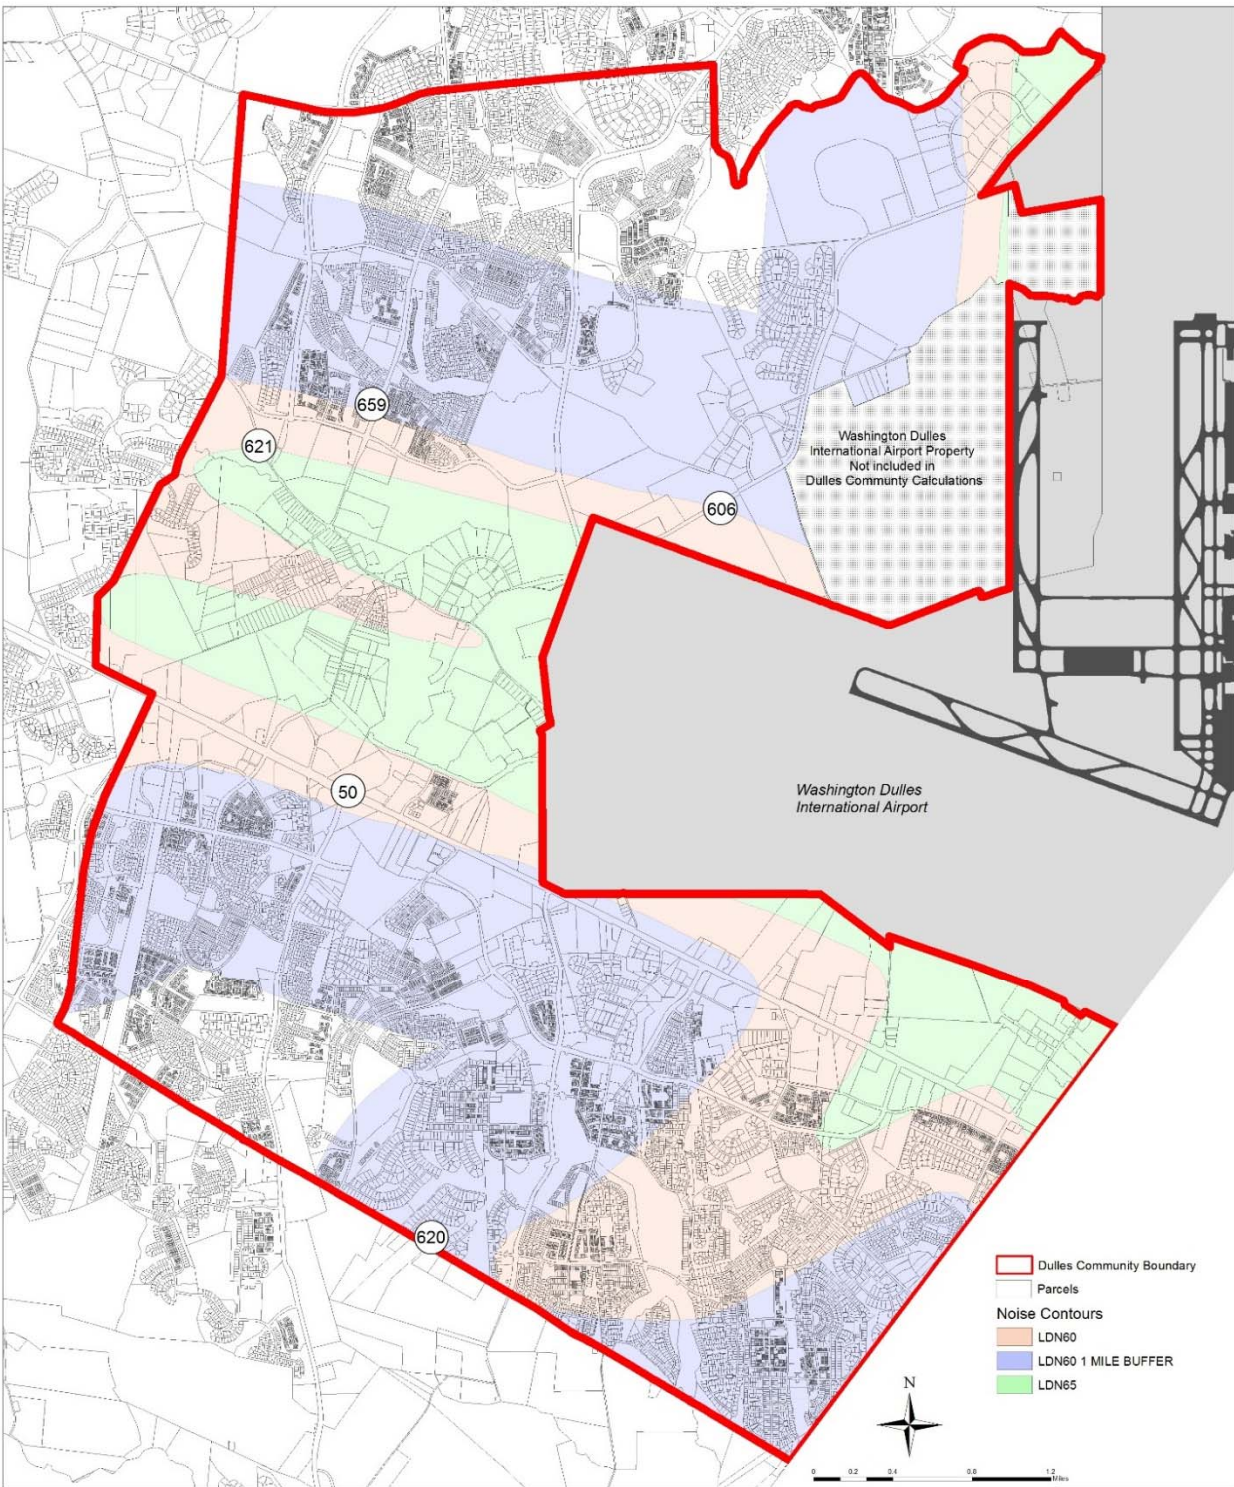 659
621
606
Washington Dulles
International Airport Property
Not included in
Dulles Communty Calculations
50
Washington Dulles
International Airport
620
Dulles Community Boundary
Parcels
Noise Contours
LDN60
LDN60 1 MILE BUFFER
LDN65
N
0 0.2 0.4 0.8 1.2
Miles